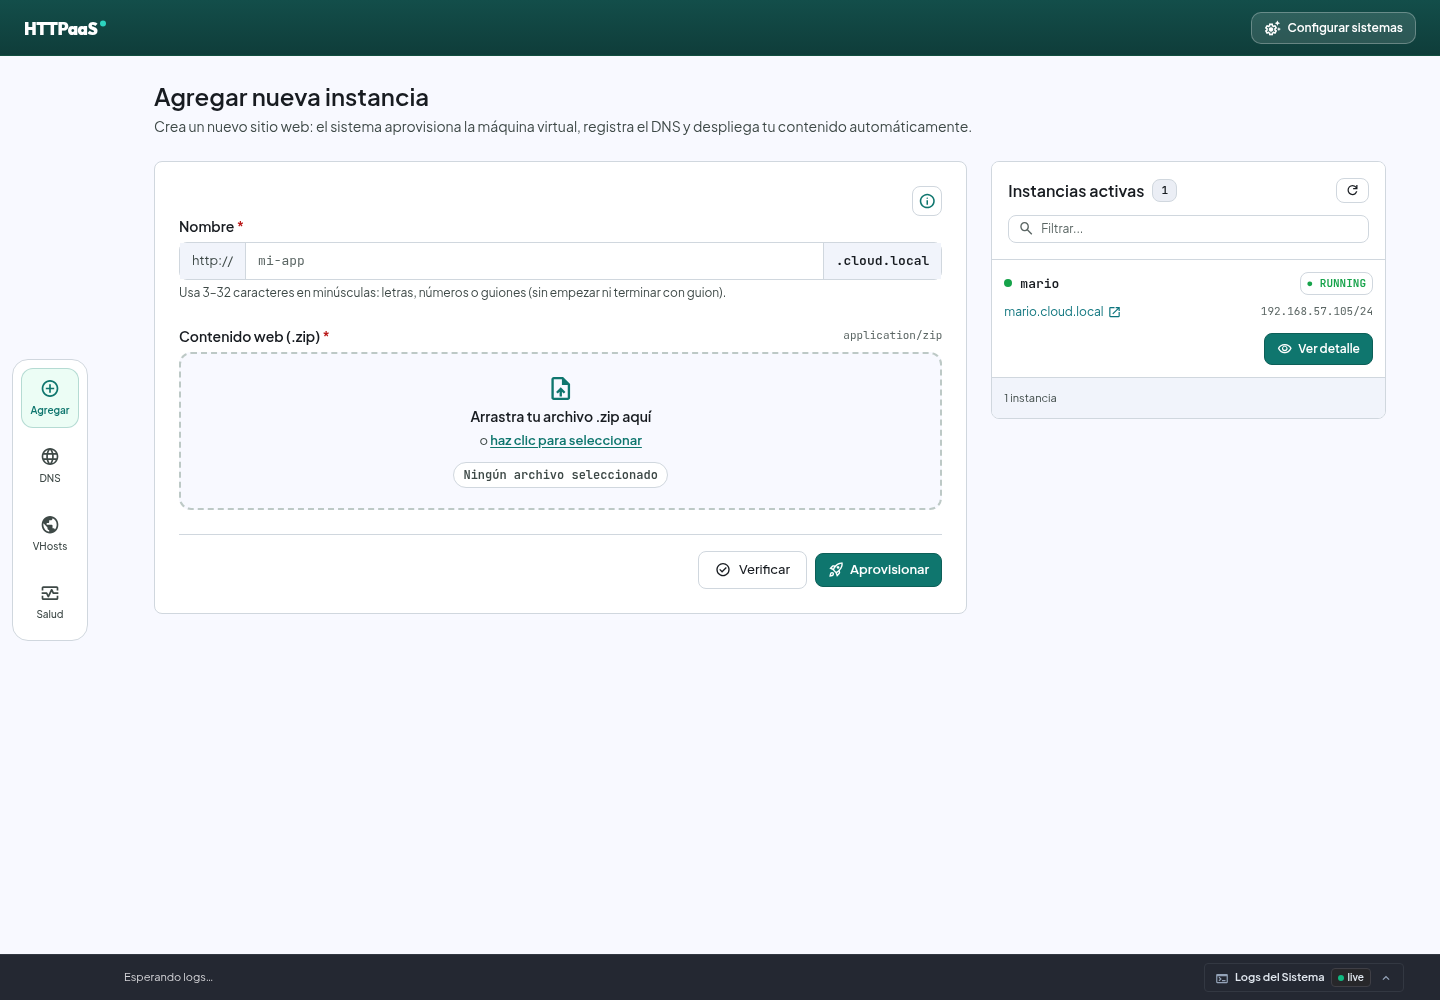 HTTPaaS
Configurar sistemas
Agregar nueva instancia
Crea un nuevo sitio web: el sistema aprovisiona la máquina virtual, registra el DNS y despliega tu contenido automáticamente.
Nombre *
http://
mi-app
.cloud.local
Usa 3–32 caracteres en minúsculas: letras, números o guiones (sin empezar ni terminar con guion).
Contenido web (.zip) *
application/zip
Arrastra tu archivo .zip aquí
o haz clic para seleccionar
Ningún archivo seleccionado
Verificar
Aprovisionar
Instancias activas
1
Filtrar...
mario
● RUNNING
mario.cloud.local
192.168.57.105/24
Ver detalle
1 instancia
Agregar
DNS
VHosts
Salud
Esperando logs…
Logs del Sistema
live